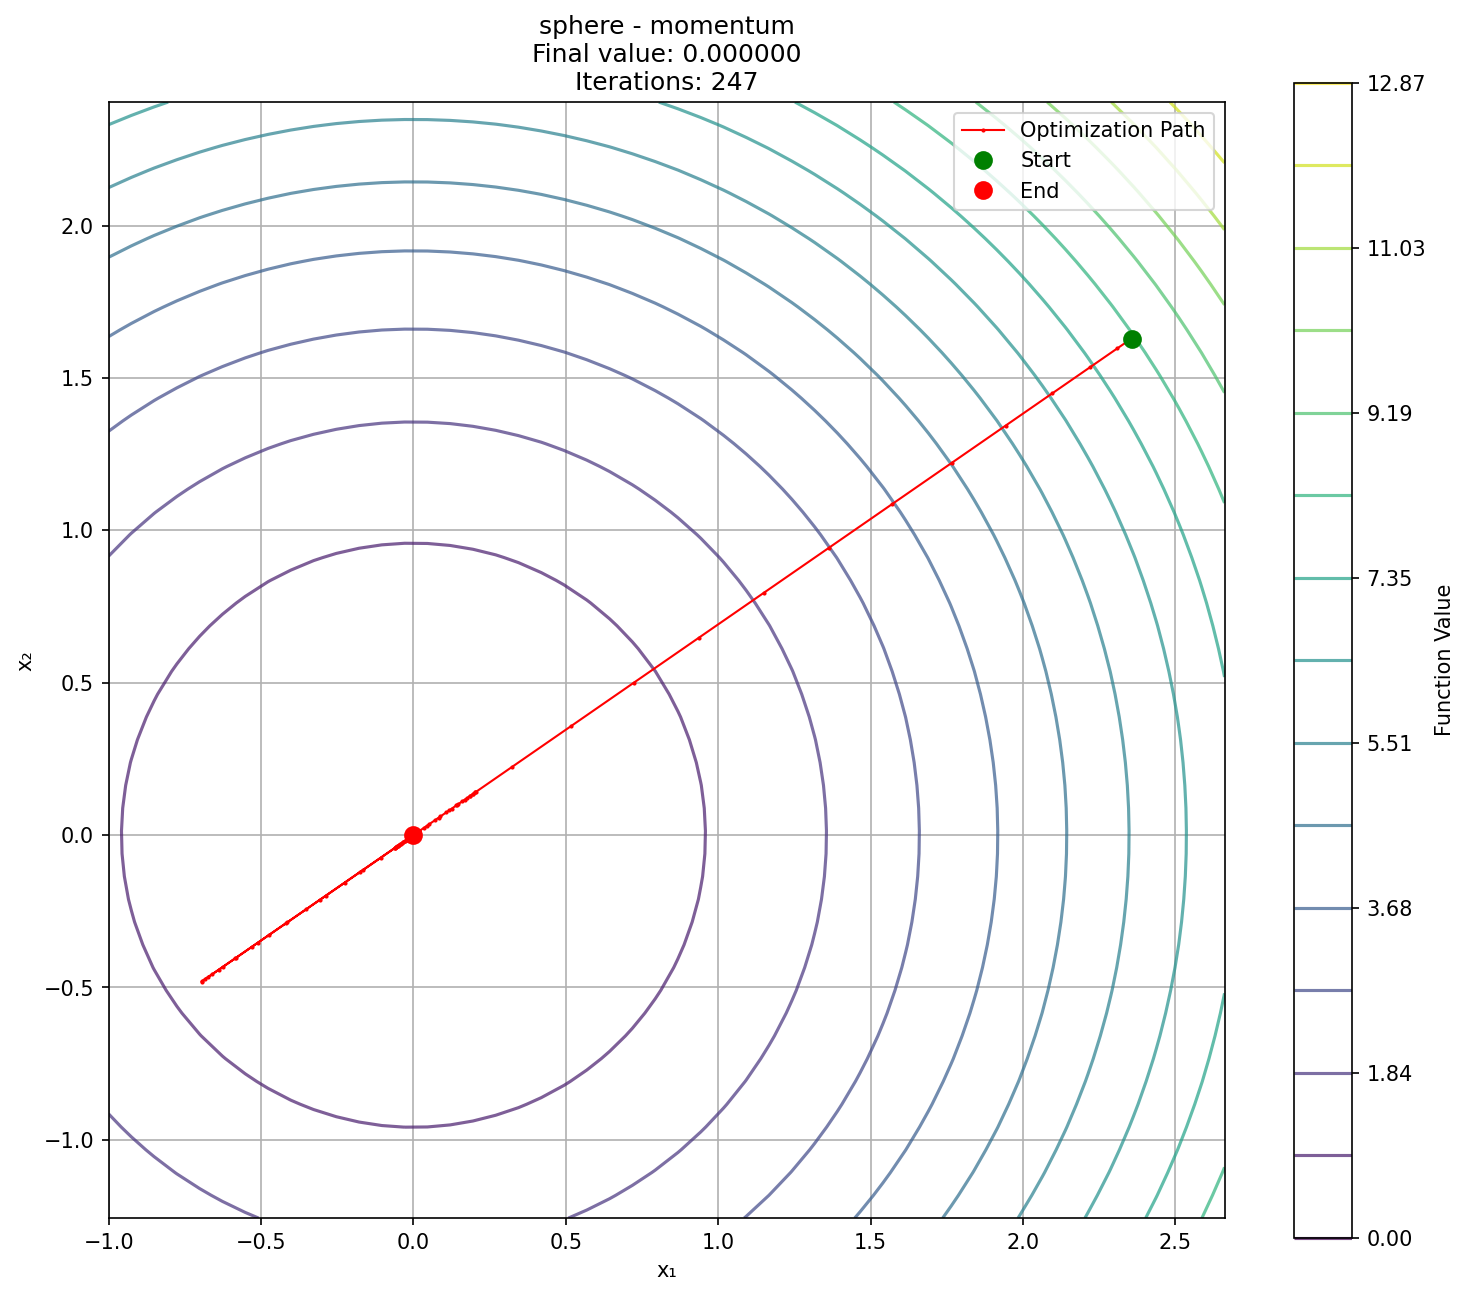 sphere - momentum
Final value: 0.000000
Iterations: 247
Optimization Path
Start
End
2.0
1.5
1.0
0.5
0.0
−0.5
−1.0
x₂
−1.0 −0.5 0.0 0.5 1.0 1.5 2.0 2.5
x₁
12.87
11.03
9.19
7.35
5.51
3.68
1.84
0.00
Function Value